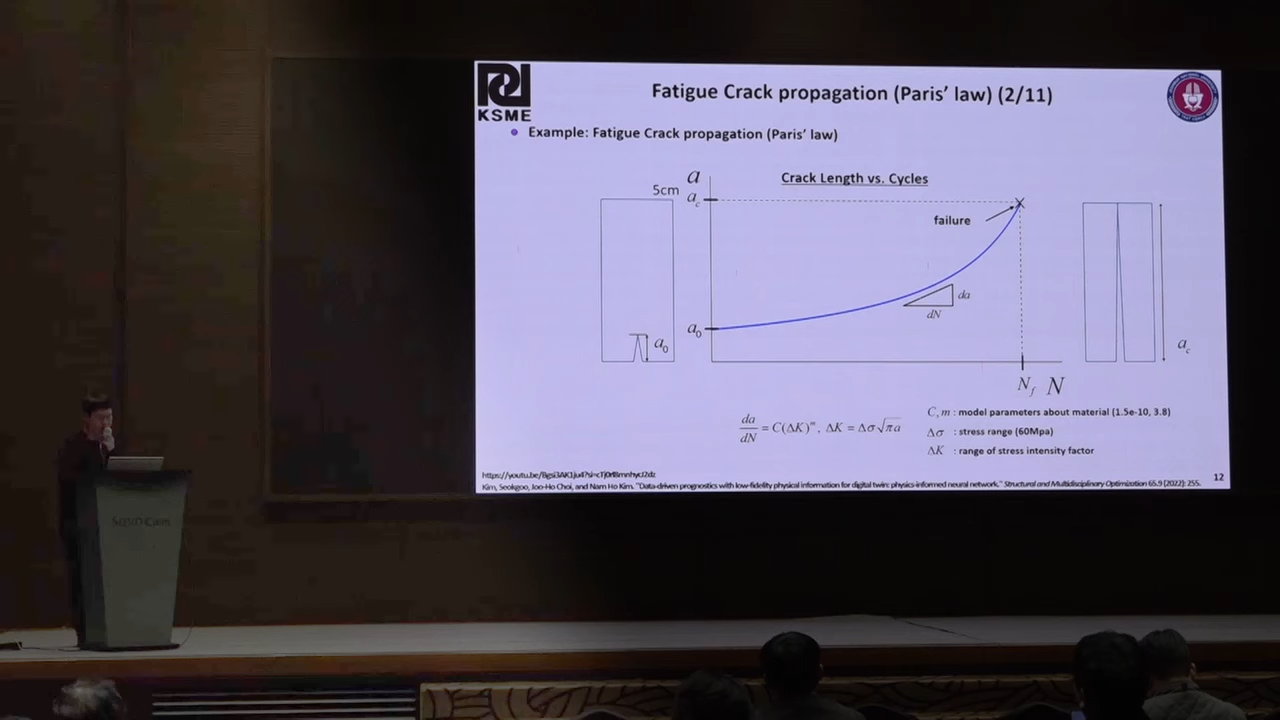 KSME
Fatigue Crack propagation (Paris' law) (2/11)
Example: Fatigue Crack propagation (Paris' law)
Crack Length vs. Cycles
a
5cm
a_c
failure
da
dN
a_0
a_0
a_c
N_f N
da/dN = C(ΔK)^m, ΔK = Δσ√πa
C, m : model parameters about material (1.5e-10, 3.8)
Δσ : stress range (60Mpa)
ΔK : range of stress intensity factor
Kim, Seokgoo, Joo-Ho Choi, and Nam Ho Kim. "Data-driven prognostics with low-fidelity physical information for digital twin: physics-informed neural network." Structural and Multidisciplinary Optimization 65.9 (2022): 255.
12